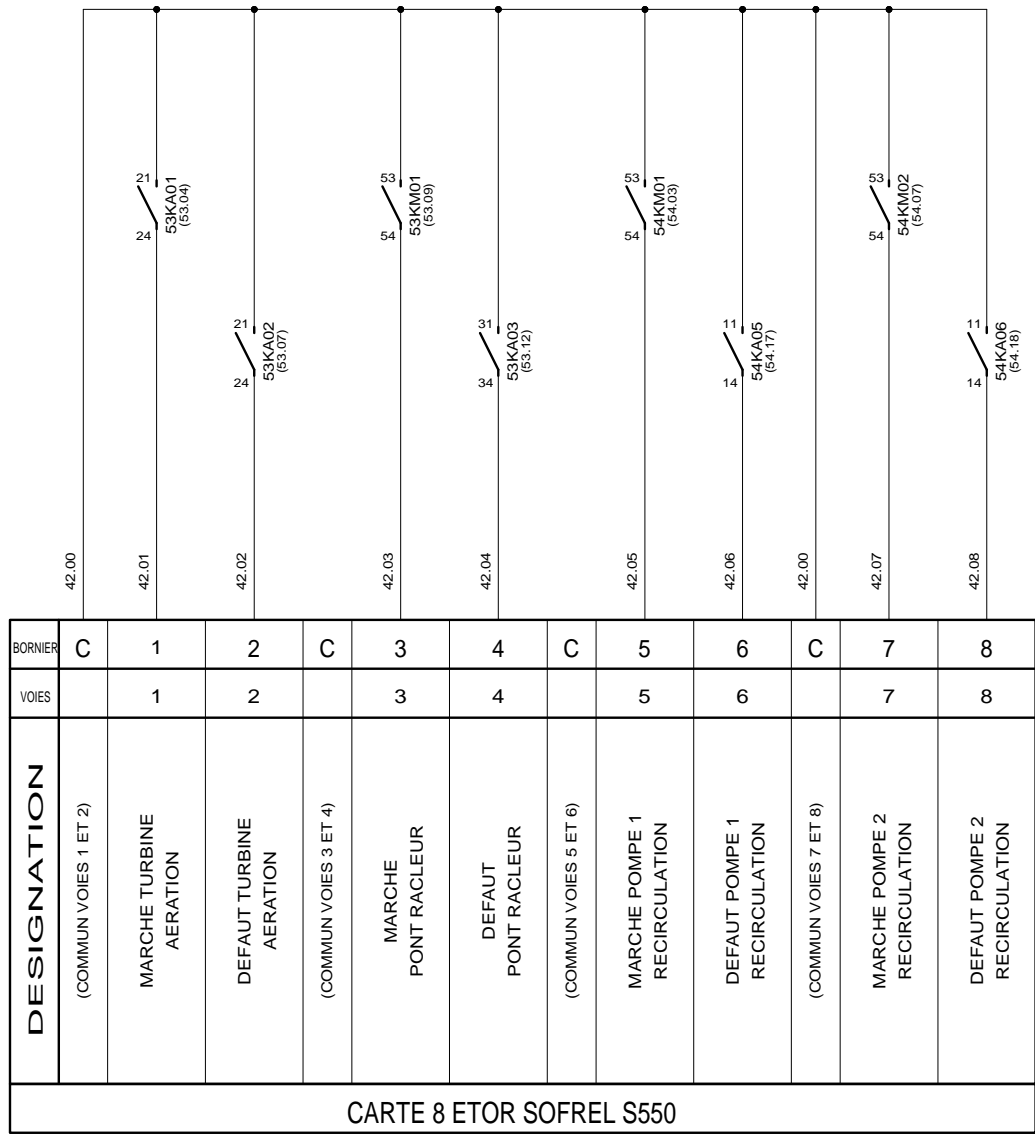 21
24
53KA01
(53.04)
53
54
53KM01
(53.09)
53
54
54KM01
(54.03)
53
54
54KM02
(54.07)
21
24
53KA02
(53.07)
31
34
53KA03
(53.12)
11
14
54KA05
(54.17)
11
14
54KA06
(54.18)
42.00
42.01
42.02
42.03
42.04
42.05
42.06
42.00
42.07
42.08
BORNIER C 1 2 C 3 4 C 5 6 C 7 8
VOIES 1 2 3 4 5 6 7 8
DESIGNATION
(COMMUN VOIES 1 ET 2)
MARCHE TURBINE
AERATION
DEFAUT TURBINE
AERATION
(COMMUN VOIES 3 ET 4)
MARCHE
PONT RACLEUR
DEFAUT
PONT RACLEUR
(COMMUN VOIES 5 ET 6)
MARCHE POMPE 1
RECIRCULATION
DEFAUT POMPE 1
RECIRCULATION
(COMMUN VOIES 7 ET 8)
MARCHE POMPE 2
RECIRCULATION
DEFAUT POMPE 2
RECIRCULATION
CARTE 8 ETOR SOFREL S550